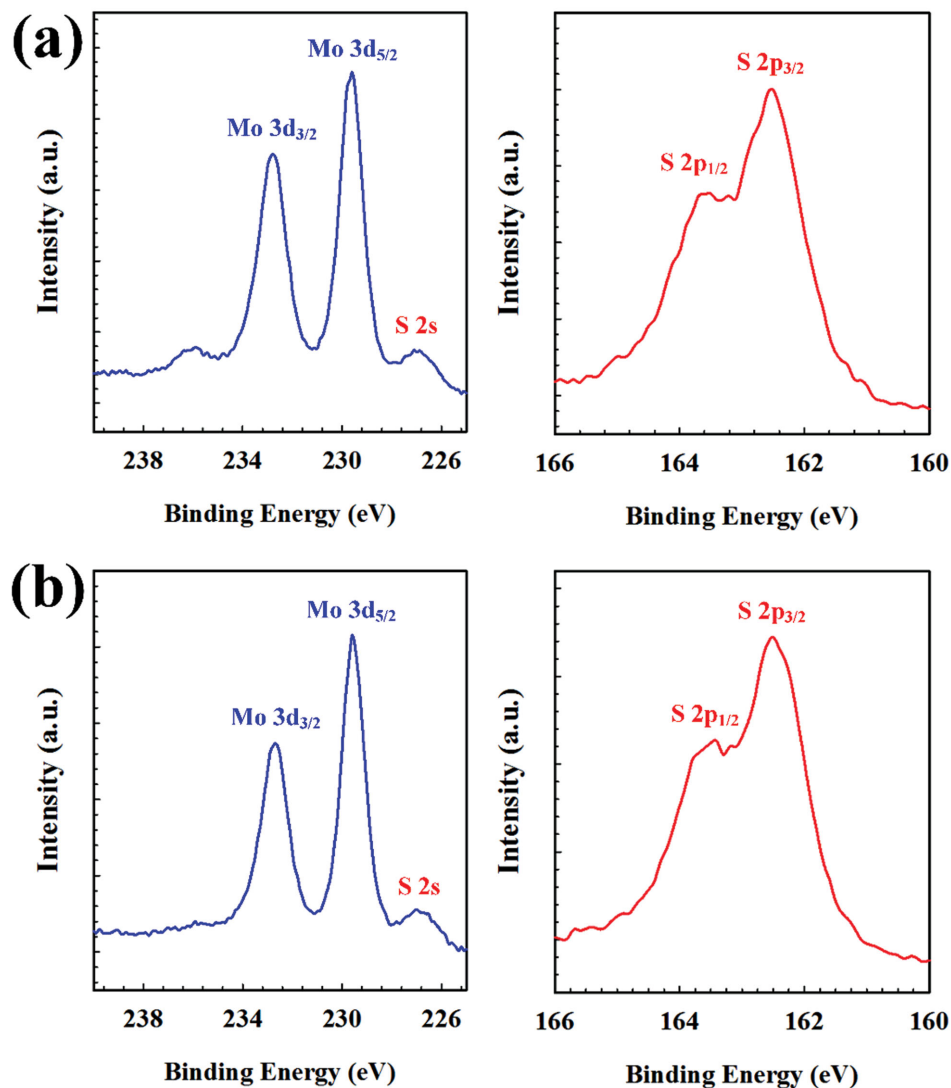 (a)
Mo 3d5/2
Mo 3d3/2
S 2s
Intensity (a.u.)
238 234 230 226
Binding Energy (eV)
S 2p3/2
S 2p1/2
Intensity (a.u.)
166 164 162 160
Binding Energy (eV)
(b)
Mo 3d5/2
Mo 3d3/2
S 2s
Intensity (a.u.)
238 234 230 226
Binding Energy (eV)
S 2p3/2
S 2p1/2
Intensity (a.u.)
166 164 162 160
Binding Energy (eV)